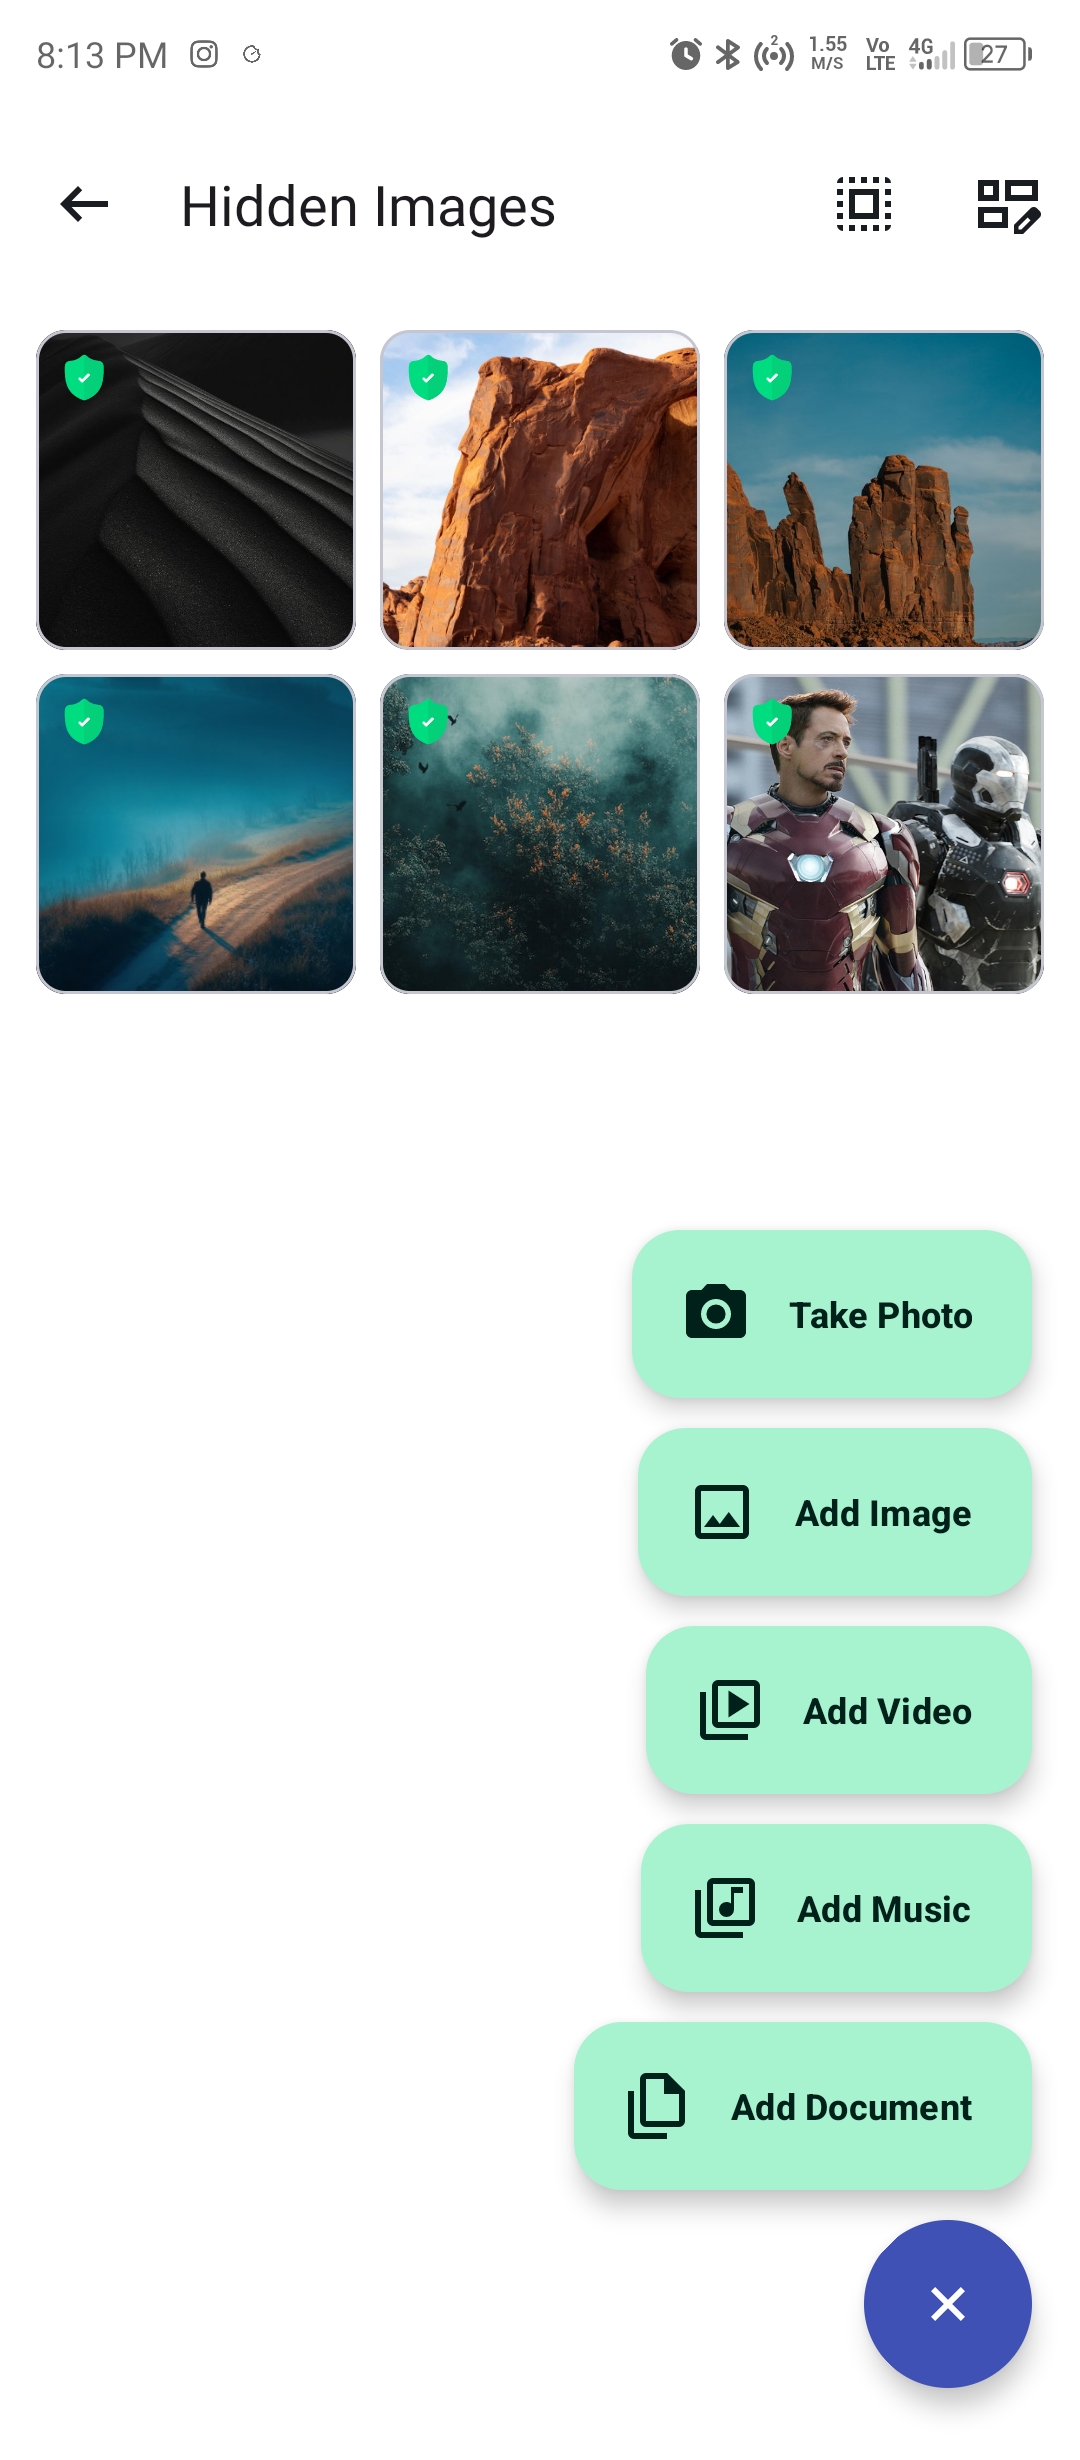 8:13 PM
2
1.55 M/S
Vo LTE
4G
27
Hidden Images
Take Photo
Add Image
Add Video
Add Music
Add Document